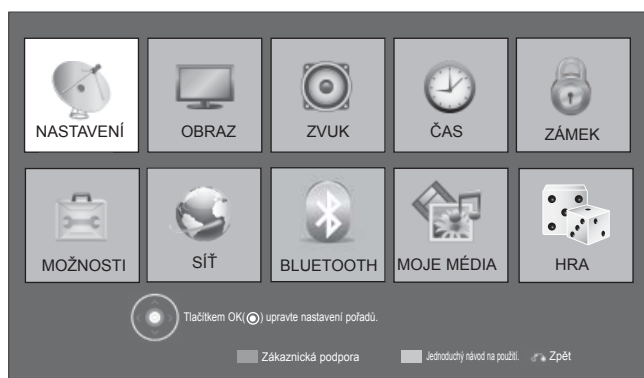 NASTAVENÍ OBRAZ ZVUK ČAS ZÁMEK
MOŽNOSTI SÍŤ BLUETOOTH MOJE MÉDIA HRA
Tlačítkem OK(◉) upravte nastavení pořadů.
Zákaznická podpora Jednoduchý návod na použití. Zpět